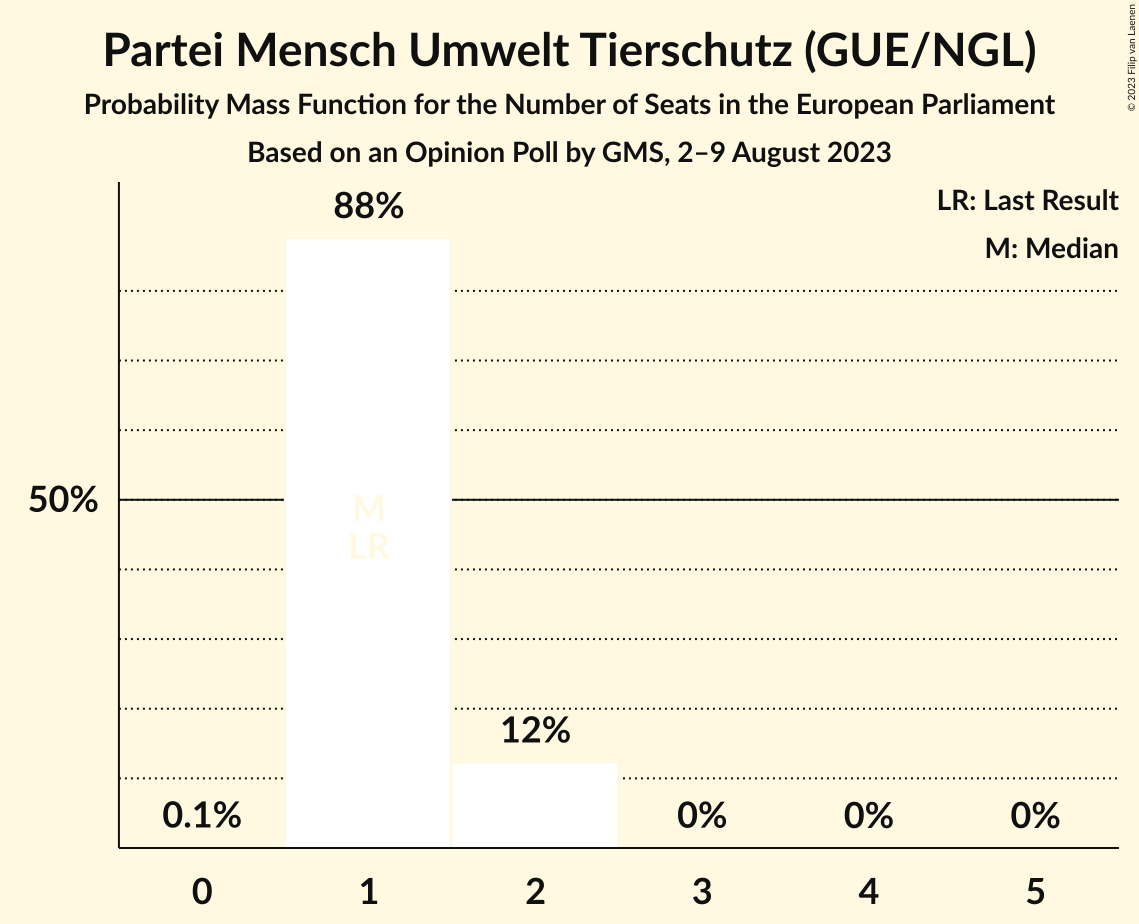 Partei Mensch Umwelt Tierschutz (GUE/NGL)
Probability Mass Function for the Number of Seats in the European Parliament
Based on an Opinion Poll by GMS, 2–9 August 2023
© 2023 Filip van Laenen
LR: Last Result
M: Median
88%
50%
M
LR
12%
0.1%
0%
0%
0%
0
1
2
3
4
5